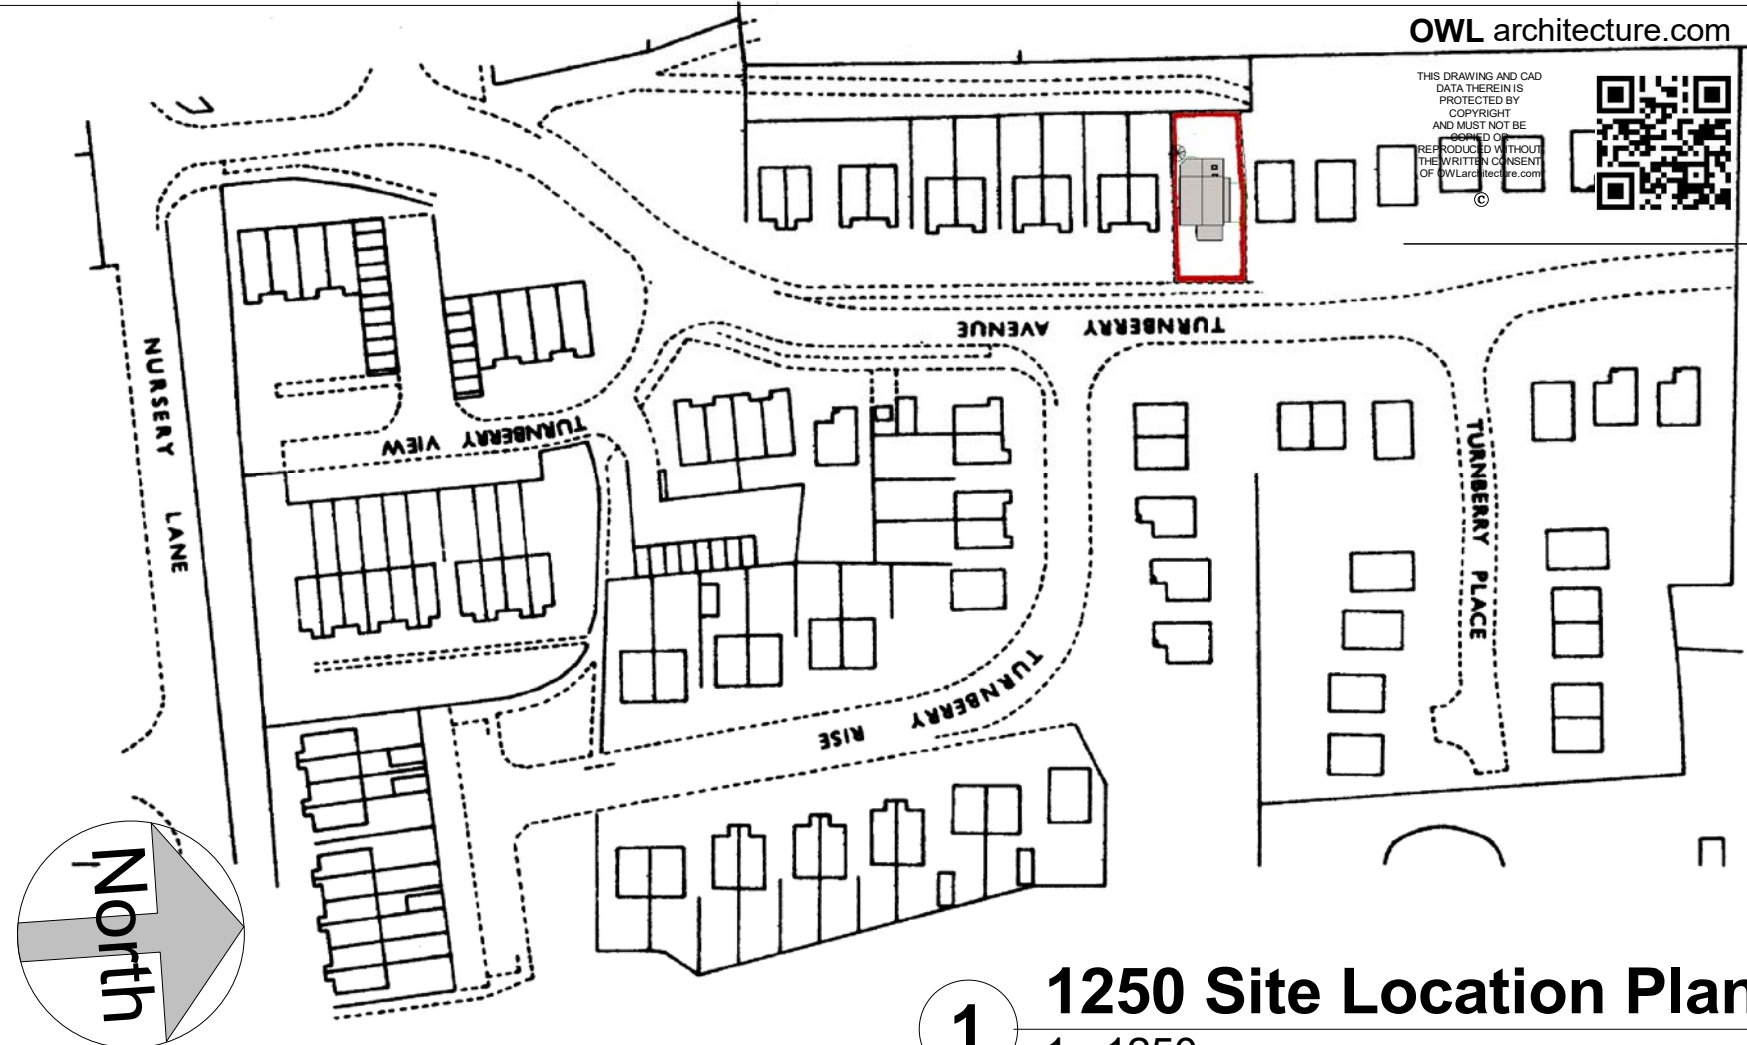 OWL architecture.com
THIS DRAWING AND CAD
DATA THEREIN IS
PROTECTED BY
COPYRIGHT
AND MUST NOT BE
COPIED OR
REPRODUCED WITHOUT
THE WRITTEN CONSENT
OF OWLarchitecture.com
©
TURNBERRY AVENUE
NURSERY LANE
TURNBERRY VIEW
TURNBERRY PLACE
TURNBERRY RISE
North
1
1250 Site Location Plan